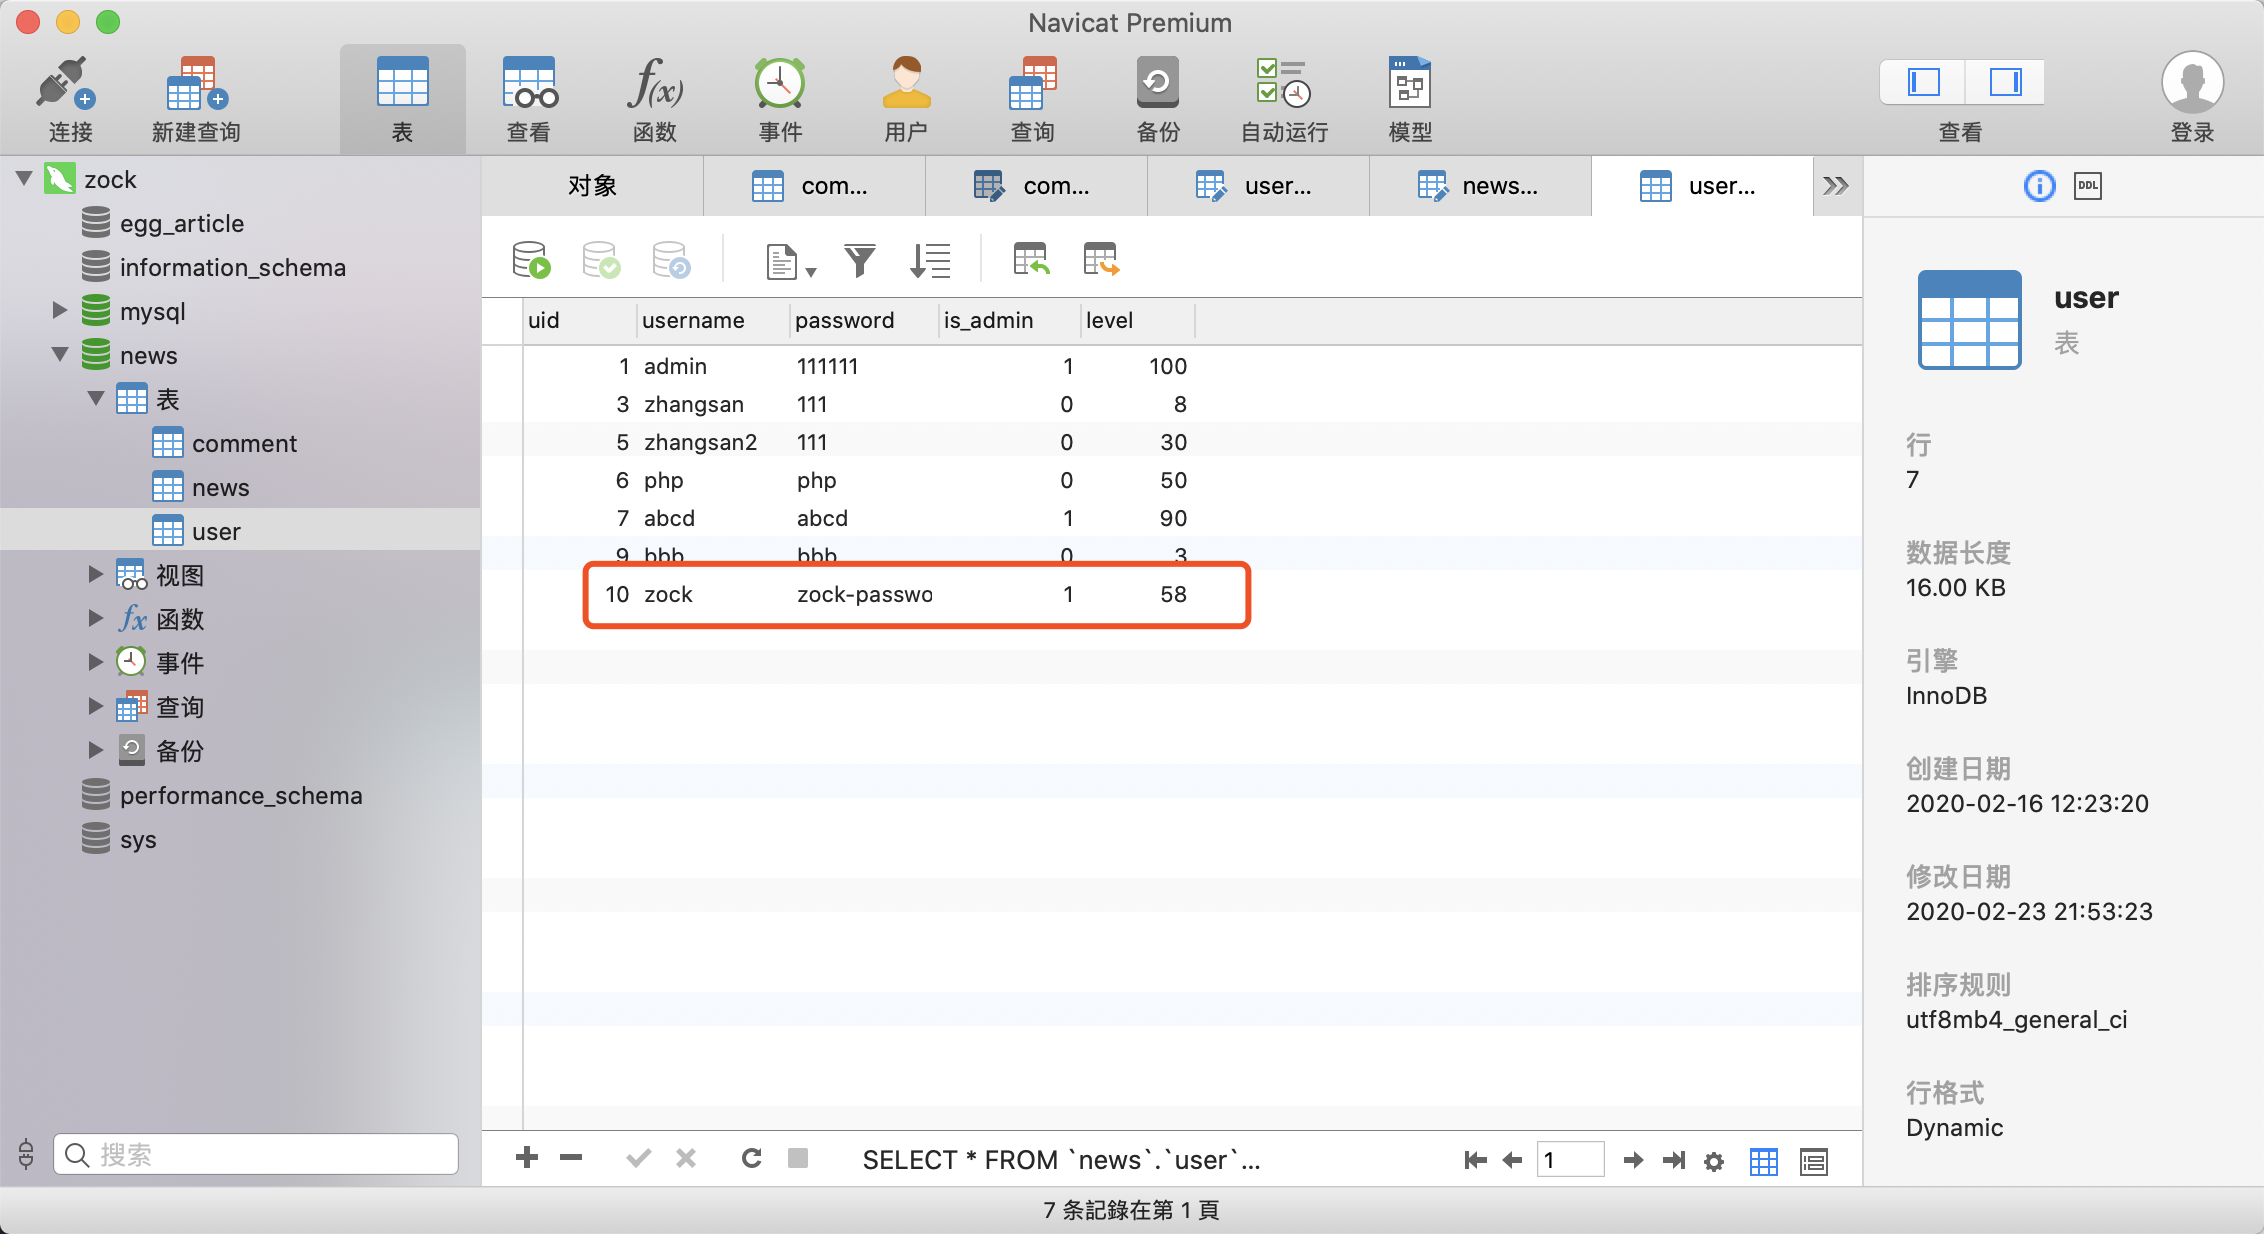 Navicat Premium
连接
新建查询
表
查看
函数
事件
用户
查询
备份
自动运行
模型
查看
登录
zock
egg_article
information_schema
mysql
news
表
comment
news
user
视图
函数
事件
查询
备份
performance_schema
sys
搜索
对象 com... com... user... news... user...
uid username password is_admin level
1 admin 111111 1 100
3 zhangsan 111 0 8
5 zhangsan2 111 0 30
6 php php 0 50
7 abcd abcd 1 90
9 bbb bbb 0 3
10 zock zock-passwo 1 58
SELECT * FROM `news`.`user`...
1
DDL
user
表
行
7
数据长度
16.00 KB
引擎
InnoDB
创建日期
2020-02-16 12:23:20
修改日期
2020-02-23 21:53:23
排序规则
utf8mb4_general_ci
行格式
Dynamic
7 条記錄在第 1 頁